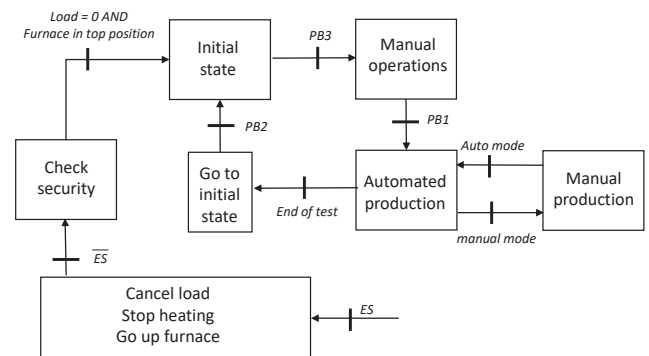 Load = 0 AND
Furnace in top position
Initial
state
PB3
Manual
operations
PB2
PB1
Check
security
Go to
initial
state
End of test
Automated
production
Auto mode
manual mode
Manual
production
E̅S̅
Cancel load
Stop heating
Go up furnace
ES